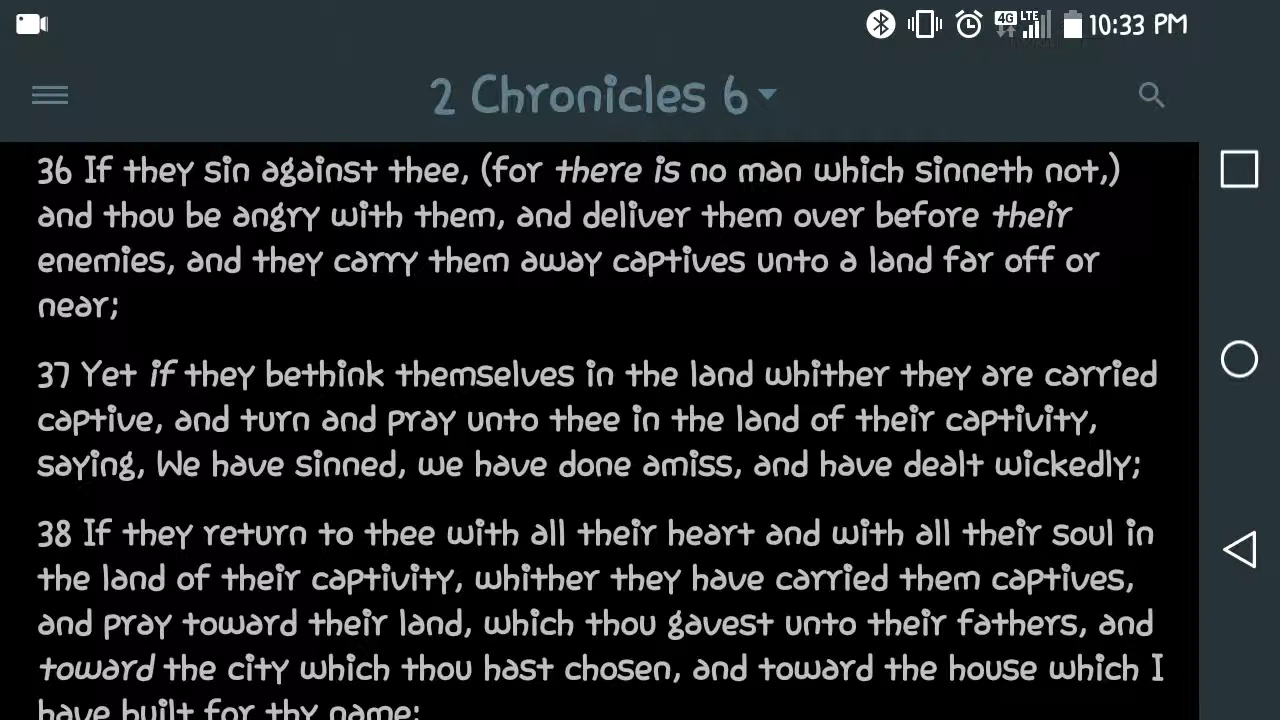 4G LTE 10:33 PM
2 Chronicles 6
36 If they sin against thee, (for there is no man which sinneth not,)
and thou be angry with them, and deliver them over before their
enemies, and they carry them away captives unto a land far off or
near;
37 Yet if they bethink themselves in the land whither they are carried
captive, and turn and pray unto thee in the land of their captivity,
saying, We have sinned, we have done amiss, and have dealt wickedly;
38 If they return to thee with all their heart and with all their soul in
the land of their captivity, whither they have carried them captives,
and pray toward their land, which thou gavest unto their fathers, and
toward the city which thou hast chosen, and toward the house which I
have built for thy name: